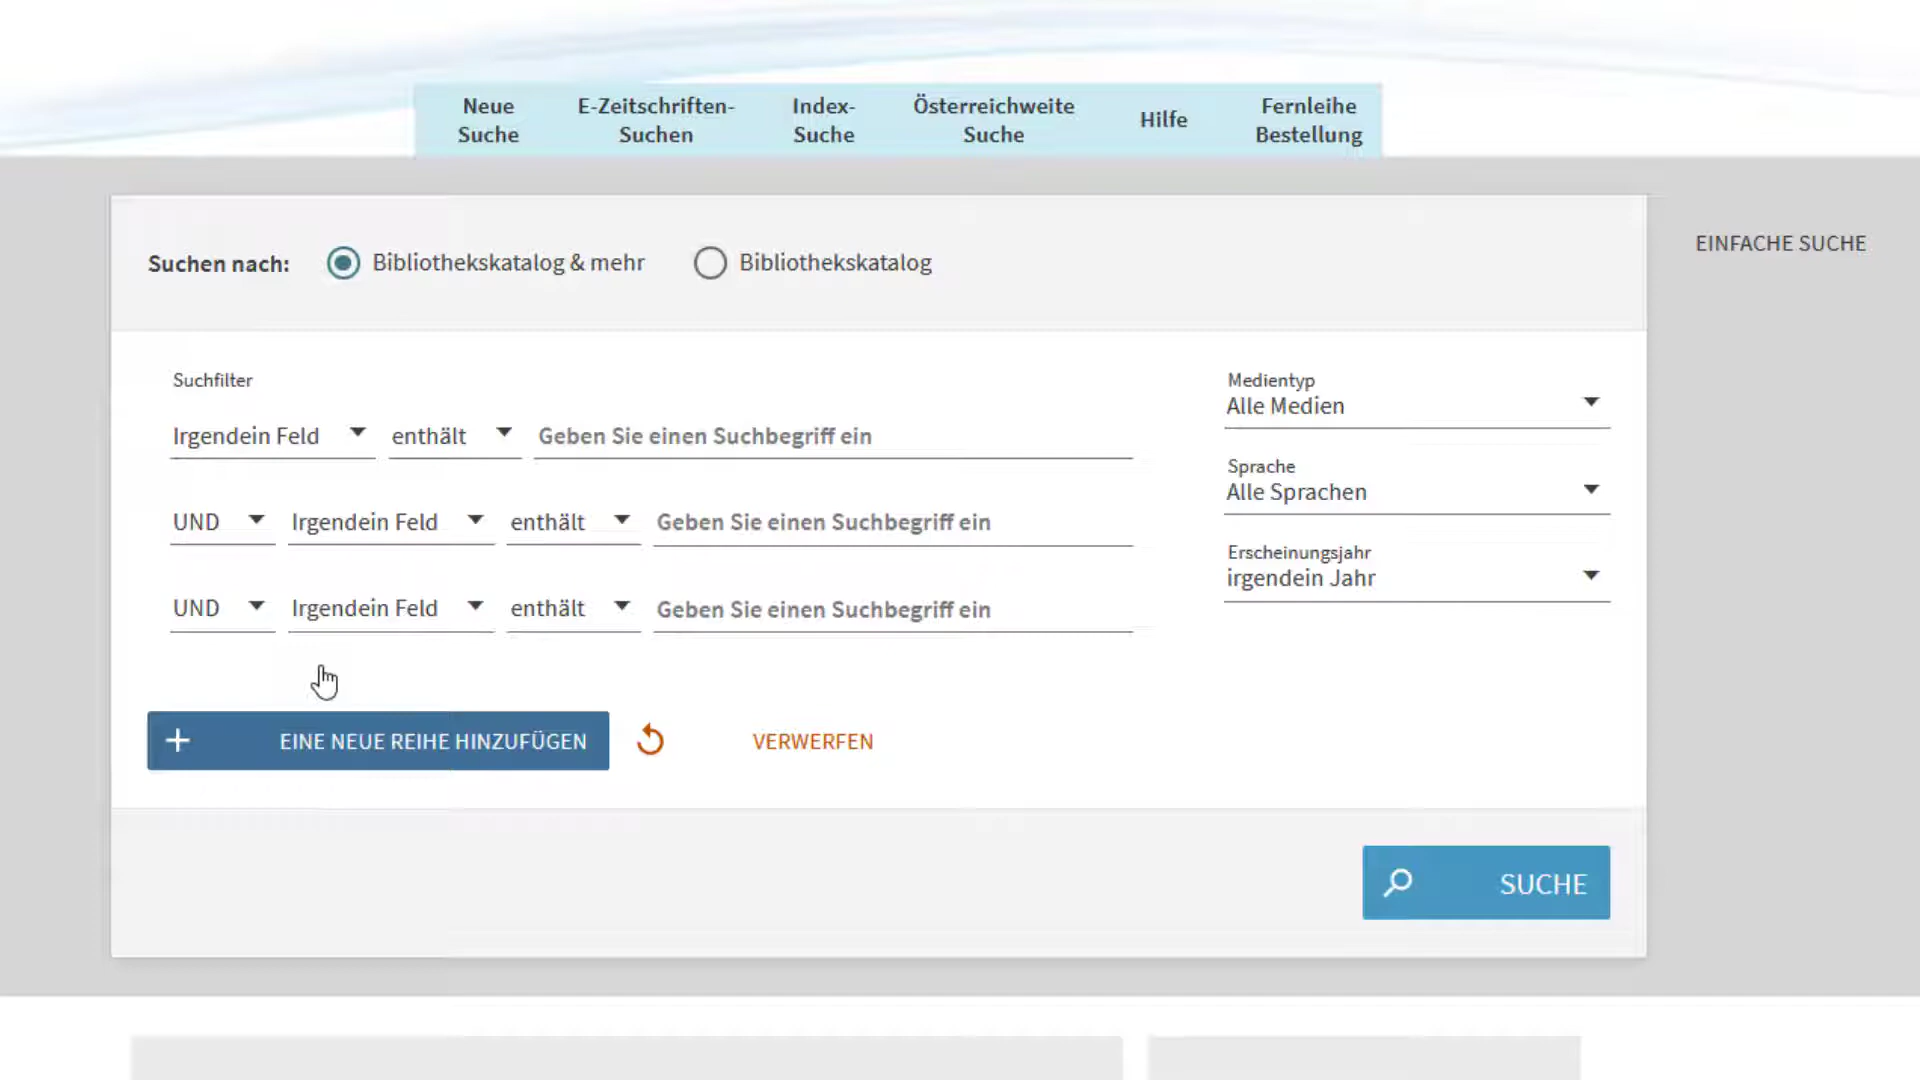 Neue
Suche
E-Zeitschriften-
Suchen
Index-
Suche
Österreichweite
Suche
Hilfe
Fernleihe
Bestellung
Suchen nach:
Bibliothekskatalog & mehr
Bibliothekskatalog
EINFACHE SUCHE
Suchfilter
Irgendein Feld enthält Geben Sie einen Suchbegriff ein
UND Irgendein Feld enthält Geben Sie einen Suchbegriff ein
UND Irgendein Feld enthält Geben Sie einen Suchbegriff ein
Medientyp
Alle Medien
Sprache
Alle Sprachen
Erscheinungsjahr
irgendein Jahr
EINE NEUE REIHE HINZUFÜGEN
VERWERFEN
SUCHE